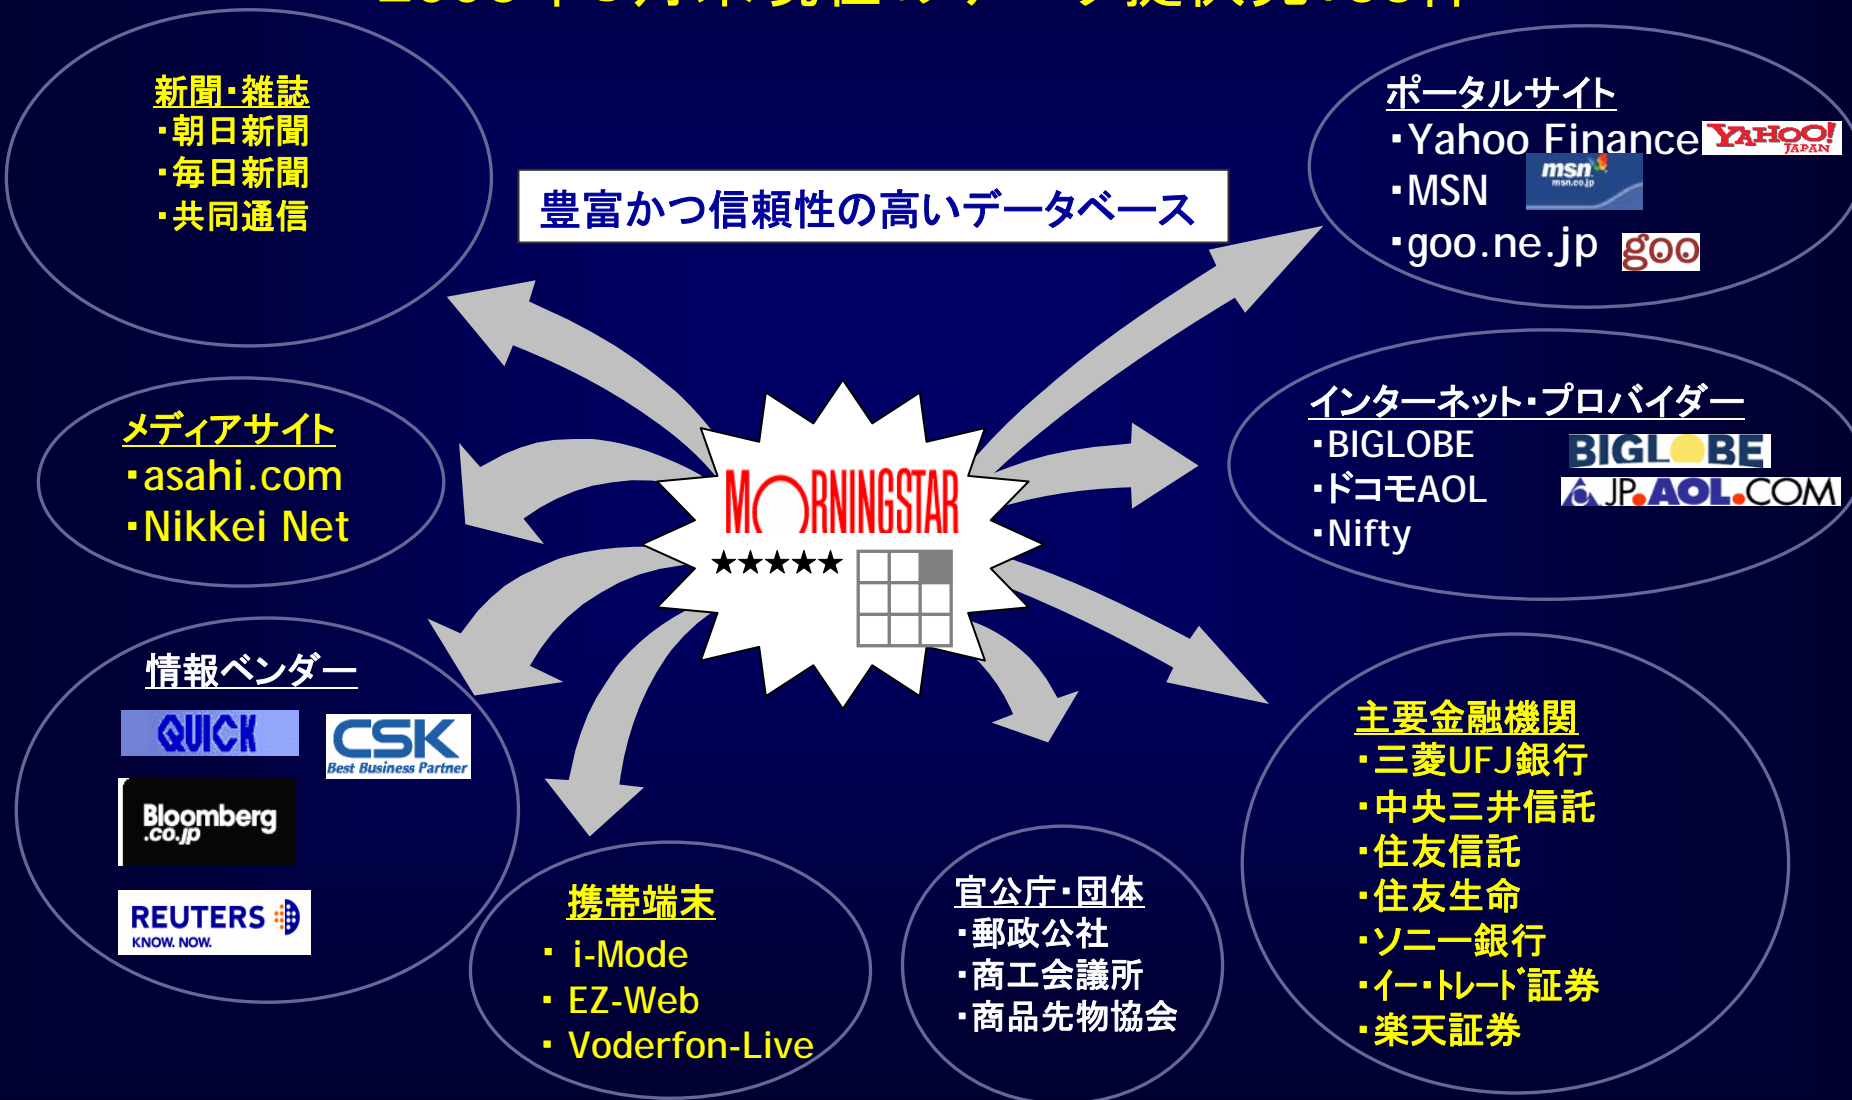 新聞・雑誌
・朝日新聞
・毎日新聞
・共同通信
豊富かつ信頼性の高いデータベース
ポータルサイト
・Yahoo Finance YAHOO! JAPAN
・MSN msn msn.co.jp
・goo.ne.jp goo
メディアサイト
・asahi.com
・Nikkei Net
MORNINGSTAR
★★★★★
インターネット・プロバイダー
・BIGLOBE BIGLOBE
・ドコモAOL JP.AOL.COM
・Nifty
情報ベンダー
QUICK
CSK
Best Business Partner
Bloomberg
.co.jp
REUTERS
KNOW. NOW.
携帯端末
・ i-Mode
・ EZ-Web
・ Voderfon-Live
官公庁・団体
・郵政公社
・商工会議所
・商品先物協会
主要金融機関
・三菱UFJ銀行
・中央三井信託
・住友信託
・住友生命
・ソニー銀行
・イー・トレード証券
・楽天証券